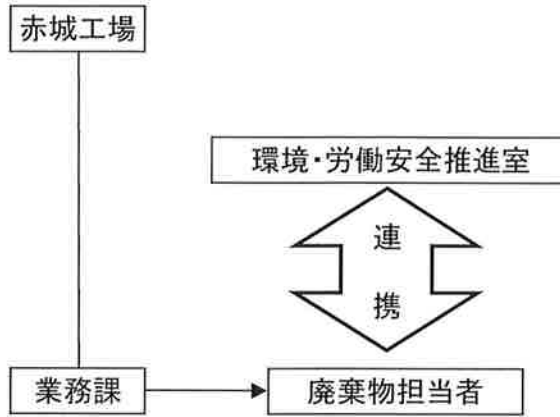 赤城工場
環境・労働安全推進室
連
携
業務課
廃棄物担当者